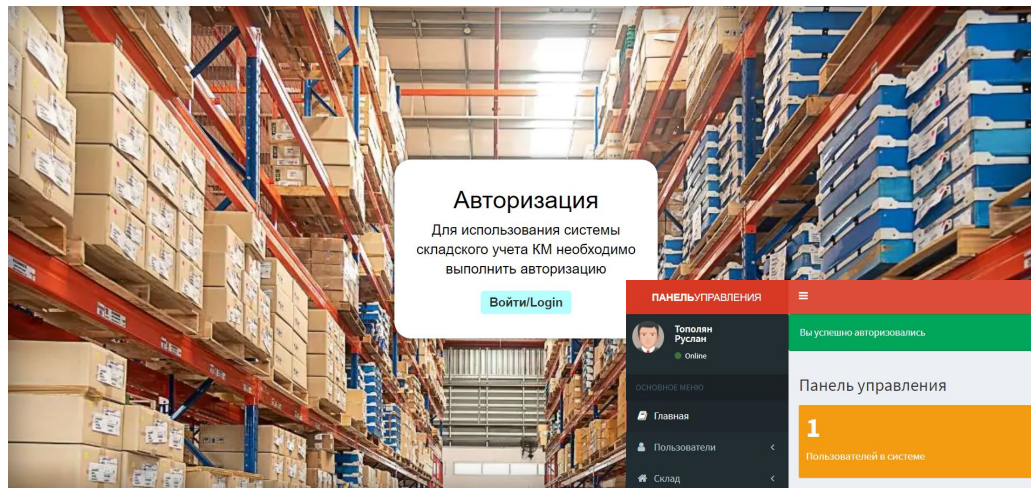 Авторизация
Для использования системы
складского учета КМ необходимо
выполнить авторизацию
Войти/Login
ПАНЕЛЬУПРАВЛЕНИЯ
Тополян
Руслан
Online
ОСНОВНОЕ МЕНЮ
Главная
Пользователи
Склад
Вы успешно авторизовались
Панель управления
1
Пользователей в системе